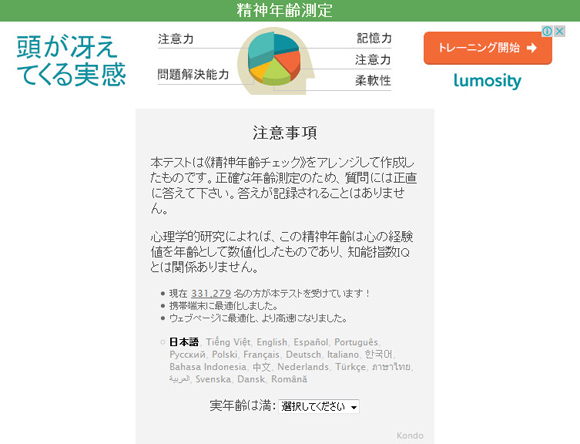 精神年齢測定
頭が冴え
てくる実感
注意力
問題解決能力
記憶力
注意力
柔軟性
トレーニング開始
lumosity
注意事項
本テストは《精神年齢チェック》をアレンジして作成し
たものです。正確な年齢測定のため、質問には正直
に答えて下さい。答えが記録されることはありませ
ん。
心理学的研究によれば、この精神年齢は心の経験
値を年齢として数値化したものであり、知能指数IQ
とは関係ありません。
現在 331,279 名の方が本テストを受けています!
携帯端末に最適化しました。
ウェブページに最適化、より高速になりました。
日本語, Tiếng Việt, English, Español, Português,
Русский, Polski, Français, Deutsch, Italiano, 한국어,
Bahasa Indonesia, 中文, Nederlands, Türkçe, ภาษาไทย,
العربية, Svenska, Dansk, Română
実年齢は満: 選択してください
Kondo